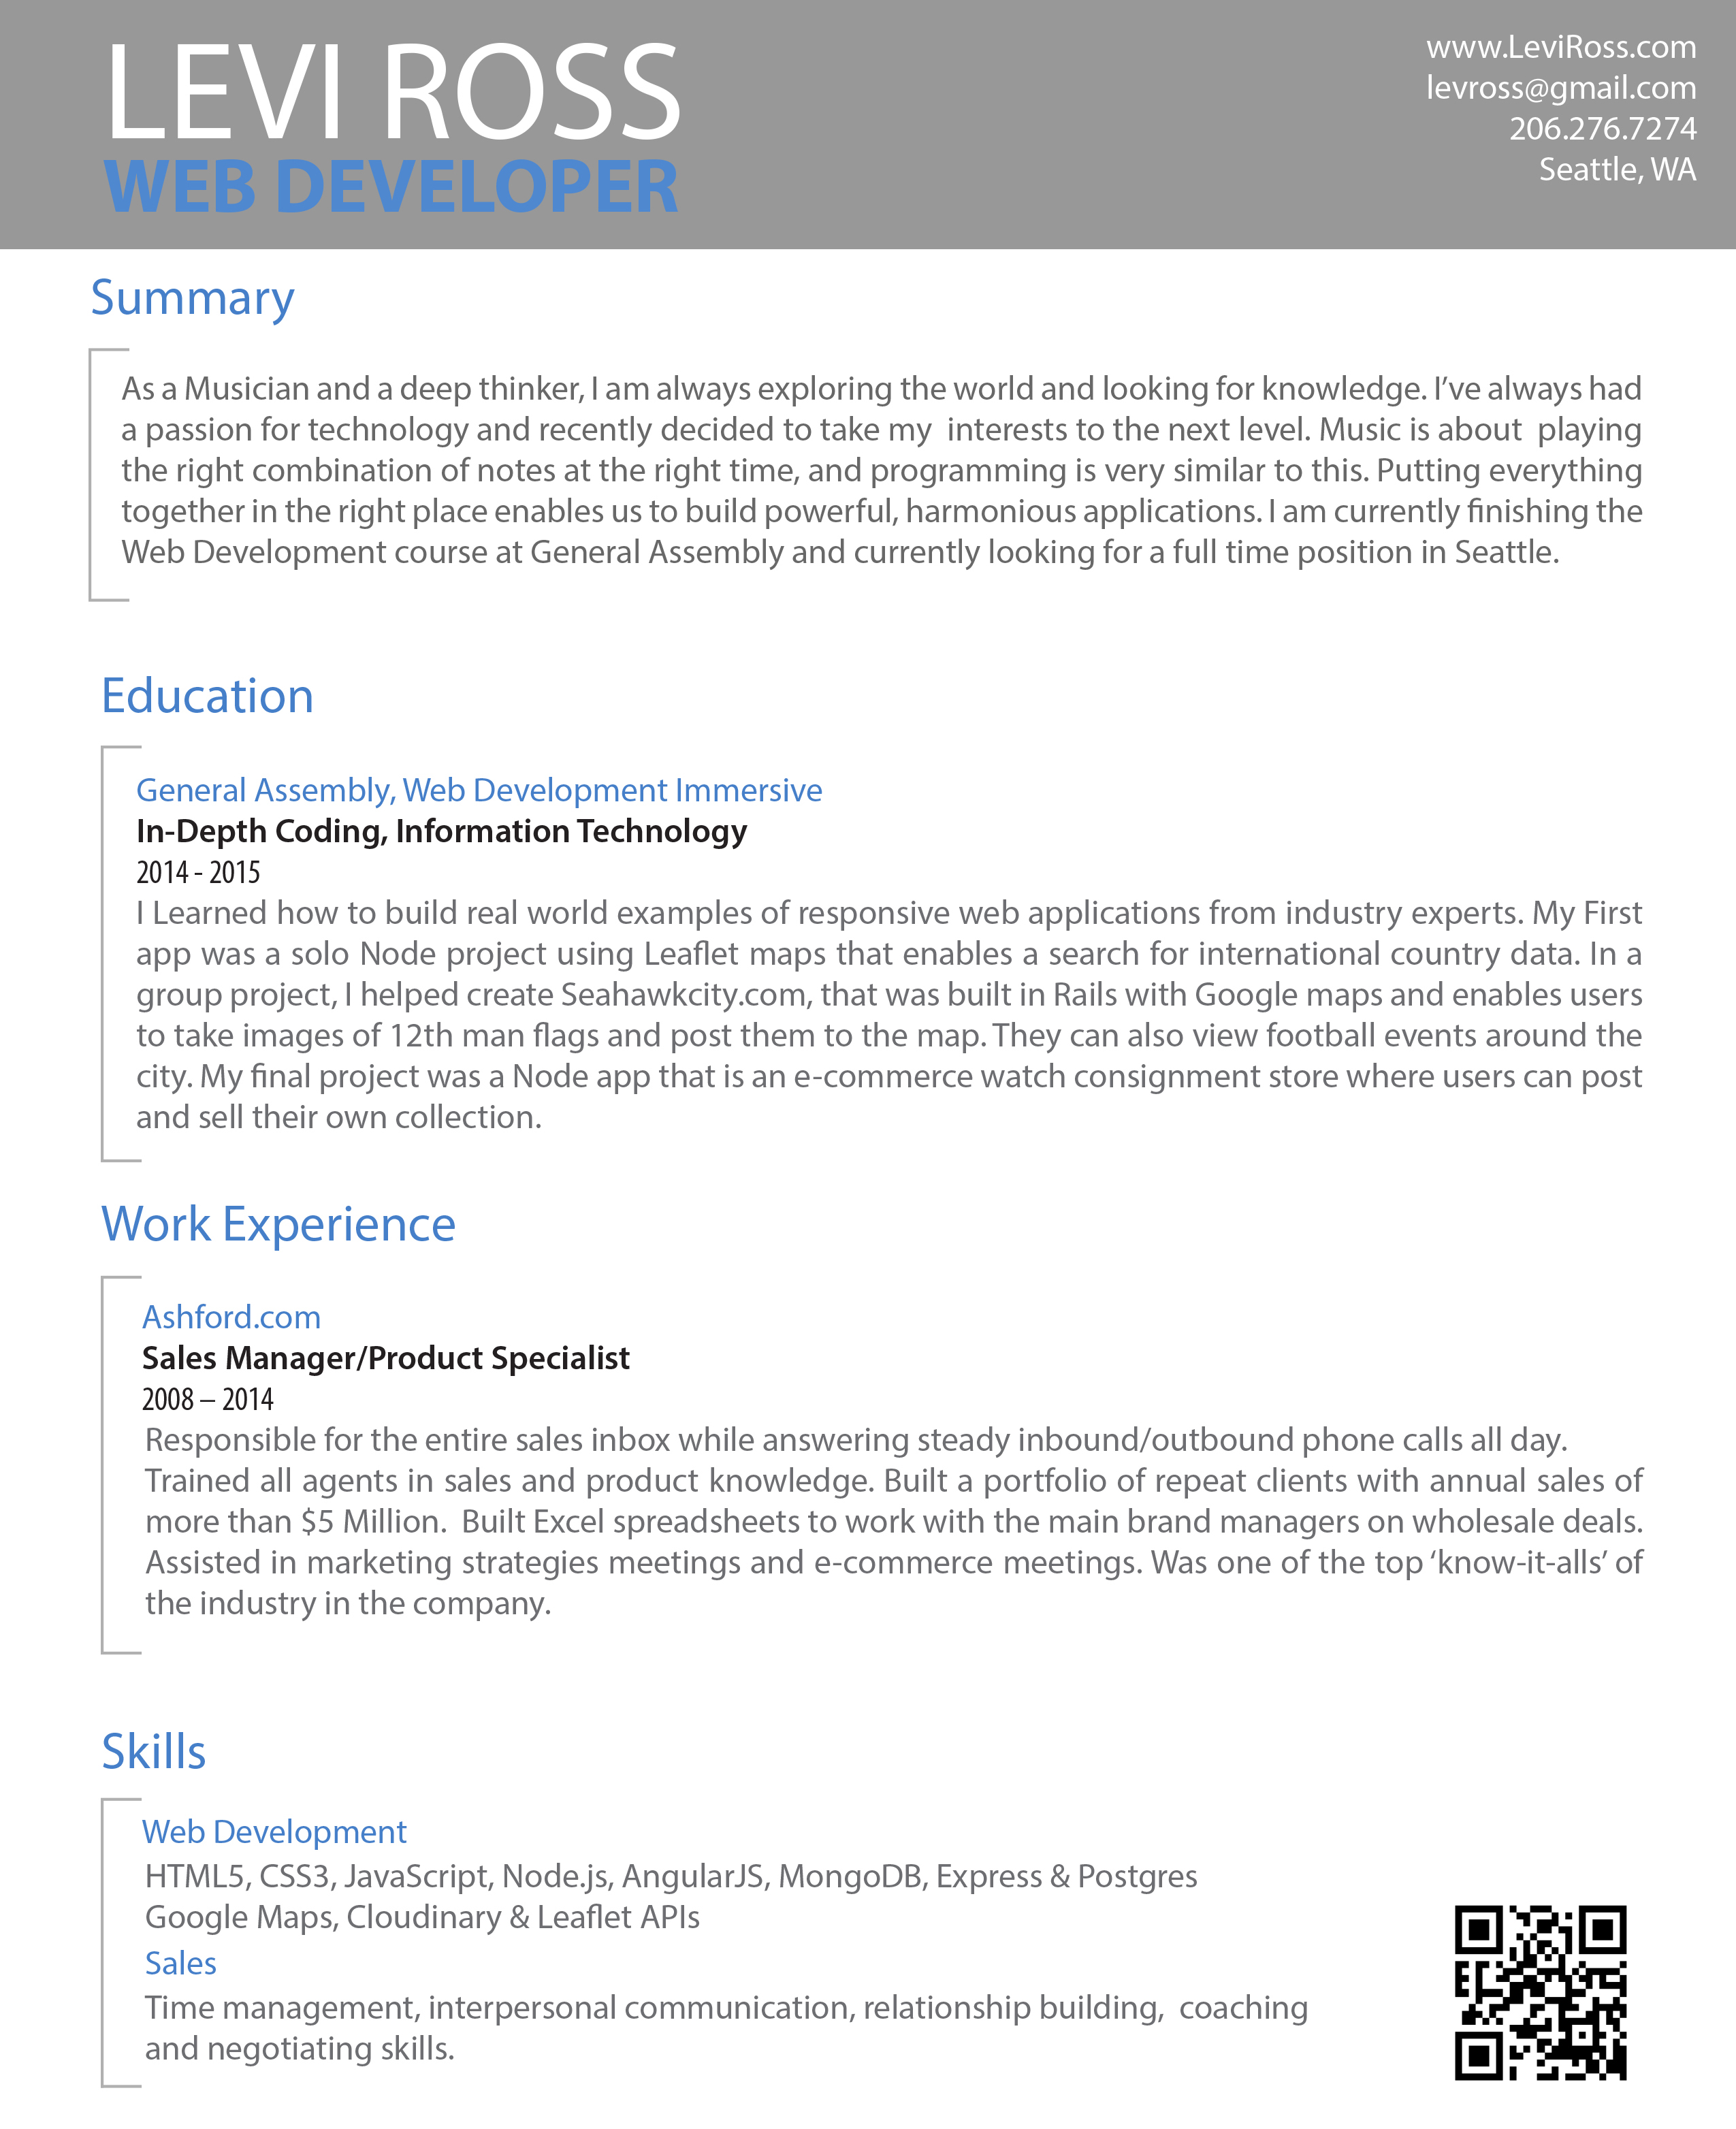 LEVI ROSS
WEB DEVELOPER
www.LeviRoss.com
levross@gmail.com
206.276.7274
Seattle, WA
Summary
As a Musician and a deep thinker, I am always exploring the world and looking for knowledge. I’ve always had
a passion for technology and recently decided to take my  interests to the next level. Music is about  playing
the right combination of notes at the right time, and programming is very similar to this. Putting everything
together in the right place enables us to build powerful, harmonious applications. I am currently finishing the
Web Development course at General Assembly and currently looking for a full time position in Seattle.
Education
General Assembly, Web Development Immersive
In-Depth Coding, Information Technology
2014 - 2015
I Learned how to build real world examples of responsive web applications from industry experts. My First
app was a solo Node project using Leaflet maps that enables a search for international country data. In a
group project, I helped create Seahawkcity.com, that was built in Rails with Google maps and enables users
to take images of 12th man flags and post them to the map. They can also view football events around the
city. My final project was a Node app that is an e-commerce watch consignment store where users can post
and sell their own collection.
Work Experience
Ashford.com
Sales Manager/Product Specialist
2008 – 2014
Responsible for the entire sales inbox while answering steady inbound/outbound phone calls all day.
Trained all agents in sales and product knowledge. Built a portfolio of repeat clients with annual sales of
more than $5 Million.  Built Excel spreadsheets to work with the main brand managers on wholesale deals.
Assisted in marketing strategies meetings and e-commerce meetings. Was one of the top ‘know-it-alls’ of
the industry in the company.
Skills
Web Development
HTML5, CSS3, JavaScript, Node.js, AngularJS, MongoDB, Express & Postgres
Google Maps, Cloudinary & Leaflet APIs
Sales
Time management, interpersonal communication, relationship building,  coaching
and negotiating skills.